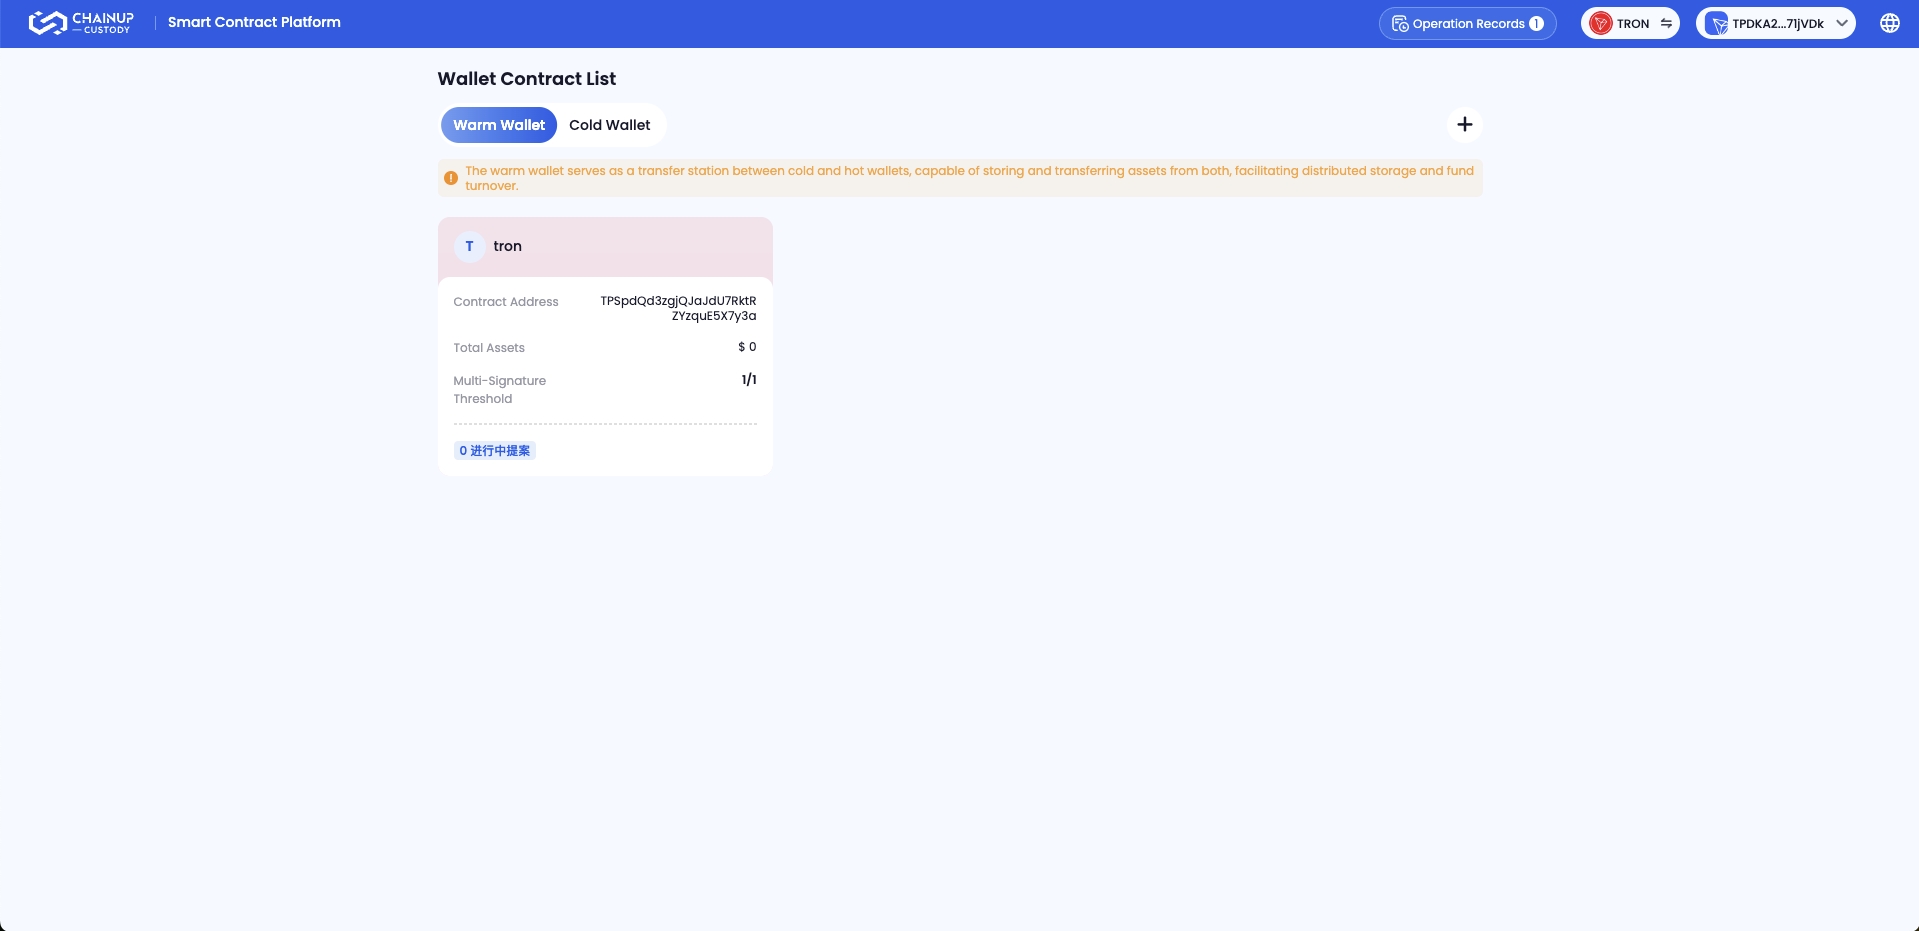 CHAINUP
CUSTODY
Smart Contract Platform
Operation Records 1
TRON
TPDKA2...71jVDk
Wallet Contract List
Warm Wallet
Cold Wallet
The warm wallet serves as a transfer station between cold and hot wallets, capable of storing and transferring assets from both, facilitating distributed storage and fund
turnover.
T tron
Contract Address
TPSpdQd3zgjQJaJdU7RktR
ZYzquE5X7y3a
Total Assets
$ 0
Multi-Signature
Threshold
1/1
0 进行中提案